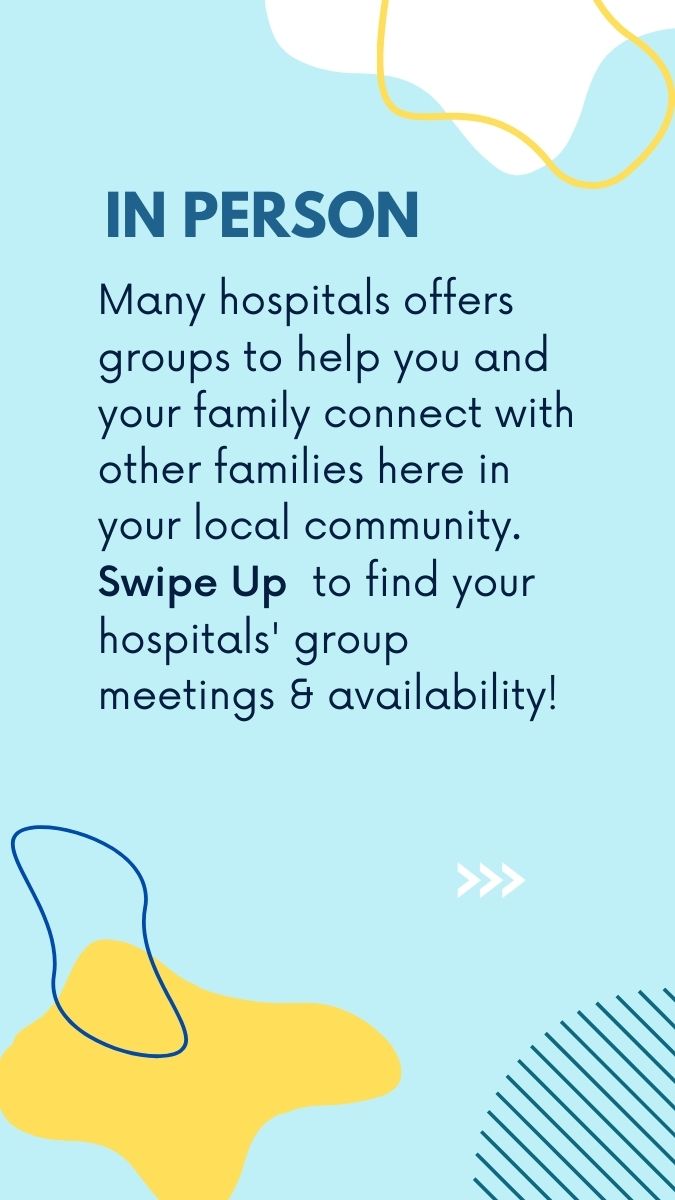 IN PERSON
Many hospitals offers
groups to help you and
your family connect with
other families here in
your local community.
Swipe Up to find your
hospitals' group
meetings & availability!